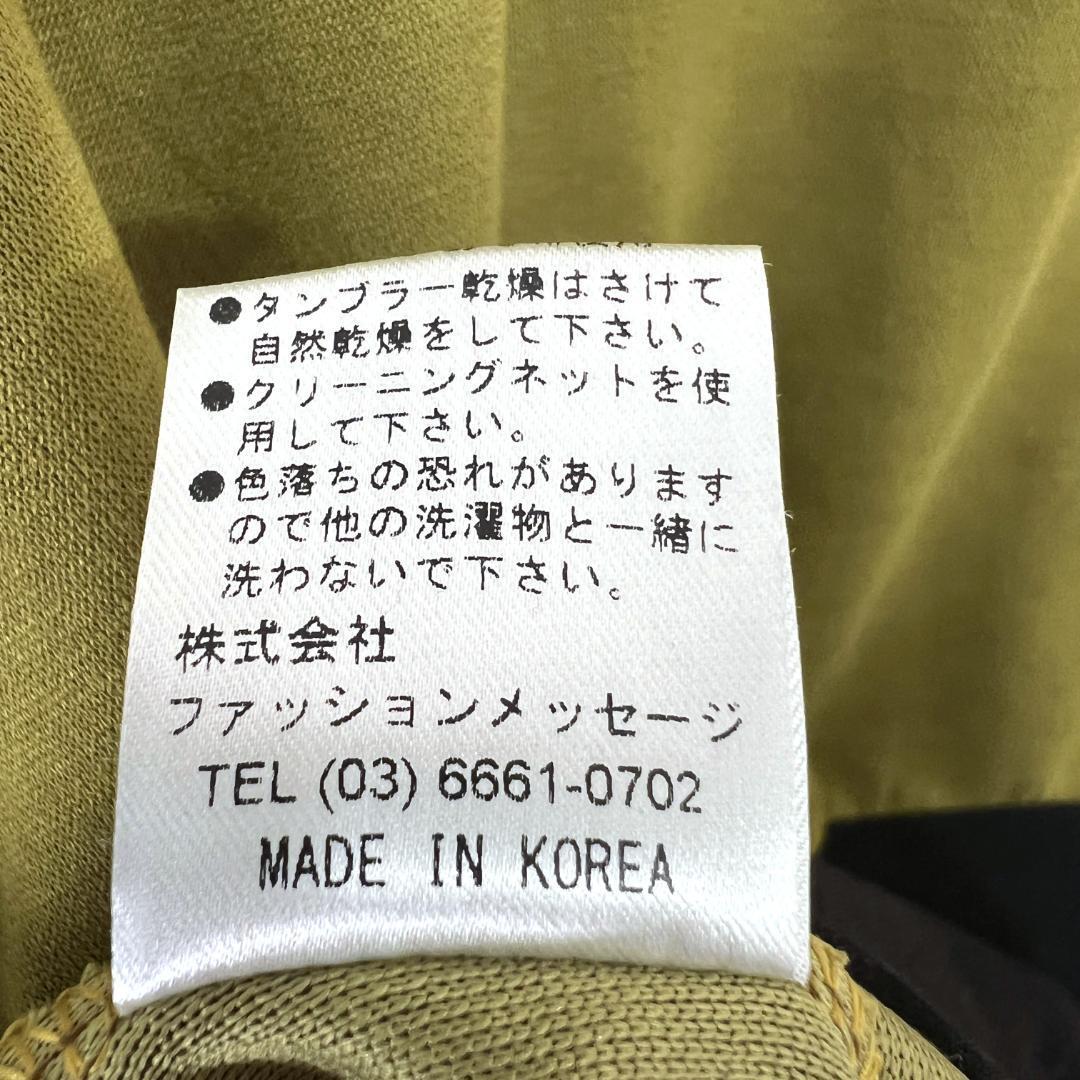 ●タンブラー乾燥はさけて
自然乾燥をして下さい。
●クリーニングネットを使
用して下さい。
●色落ちの恐れがあります
ので他の洗濯物と一緒に
洗わないで下さい。
株式会社
ファッションメッセージ
TEL (03) 6661-0702
MADE IN KOREA